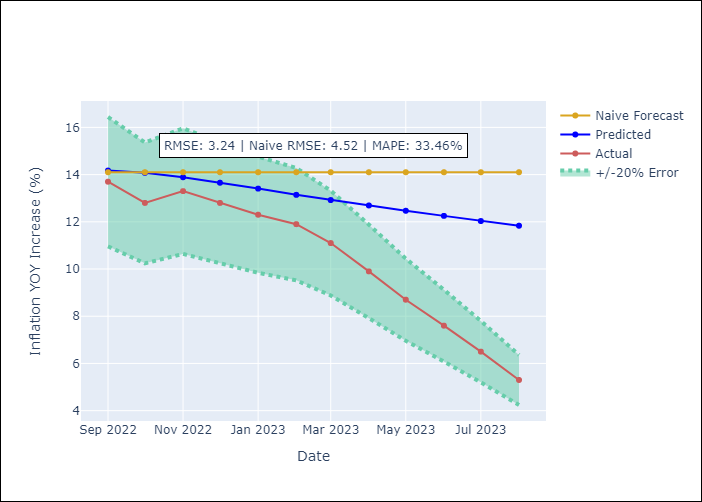 RMSE: 3.24 | Naive RMSE: 4.52 | MAPE: 33.46%
Naive Forecast
Predicted
Actual
+/-20% Error
Inflation YOY Increase (%)
16
14
12
10
8
6
4
Sep 2022 Nov 2022 Jan 2023 Mar 2023 May 2023 Jul 2023
Date